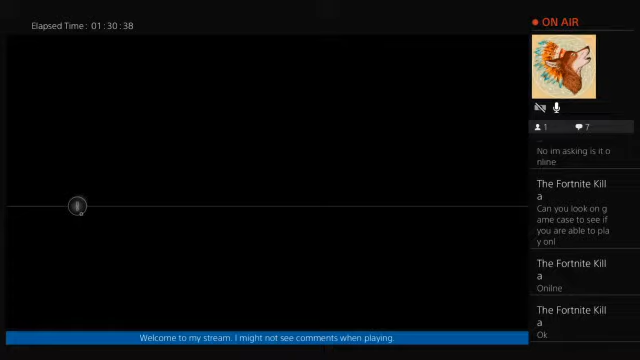 Elapsed Time: 01:30:38
ON AIR
1
7
No im asking is it o
nline
The Fortnite Kill
a
Can you look on g
ame case to see if
you are able to pla
y onl
The Fortnite Kill
a
Onilne
The Fortnite Kill
a
Ok
Welcome to my stream. I might not see comments when playing.